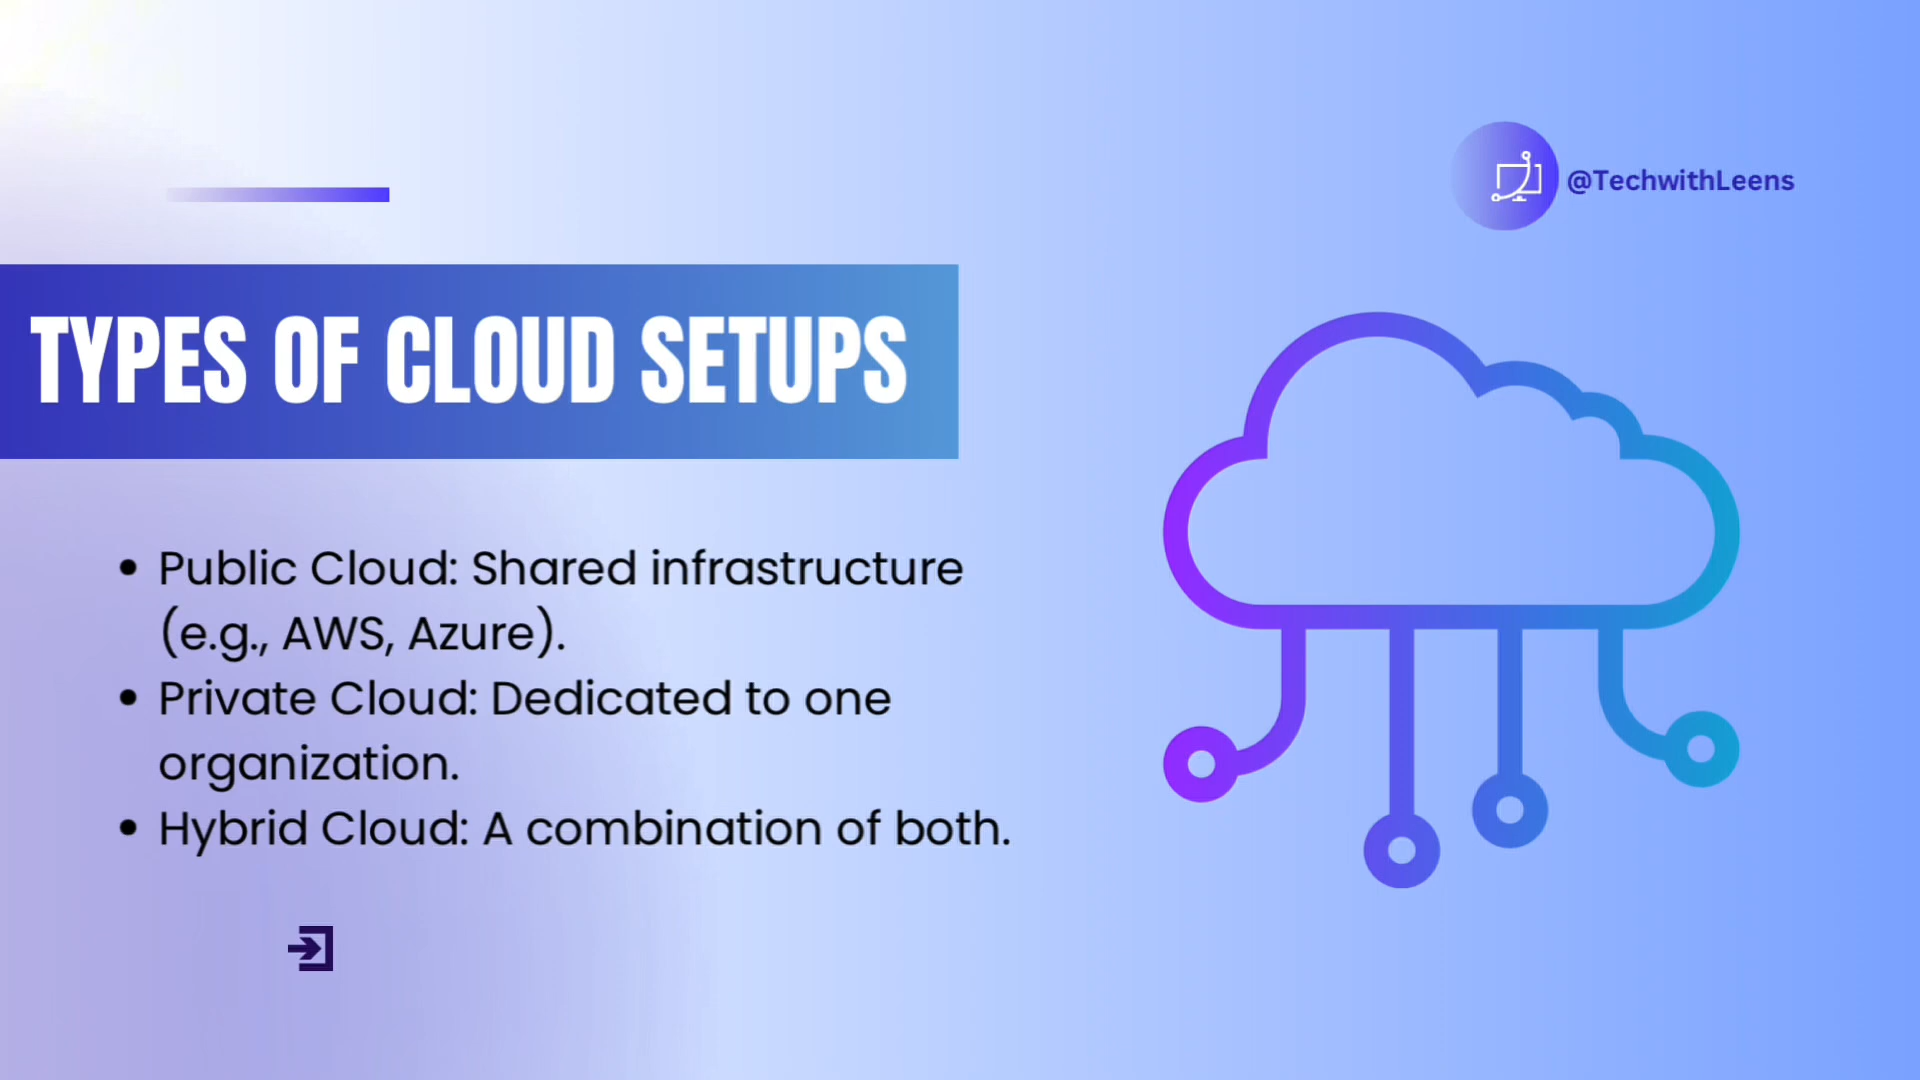 @TechwithLeens
TYPES OF CLOUD SETUPS
• Public Cloud: Shared infrastructure
(e.g., AWS, Azure).
• Private Cloud: Dedicated to one
organization.
• Hybrid Cloud: A combination of both.